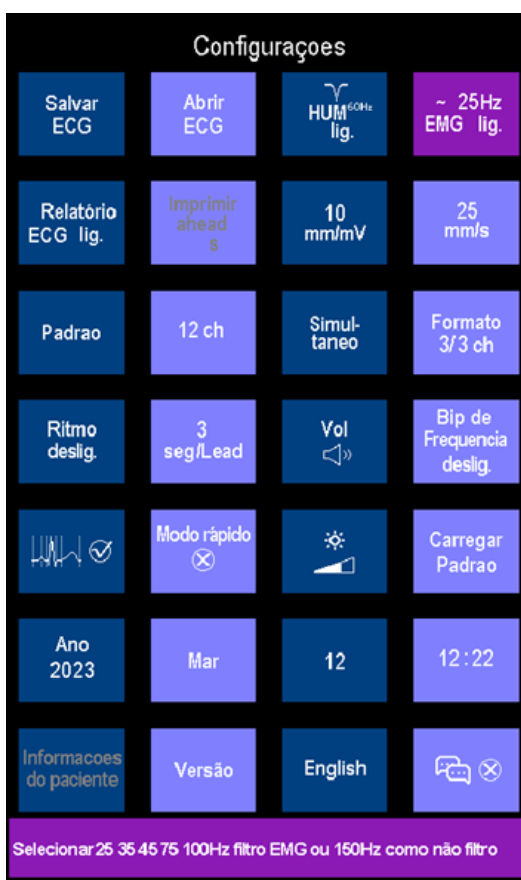 Configuraçoes
Salvar
ECG
Abrir
ECG
HUM 60Hz
lig.
~ 25Hz
EMG lig.
Relatório
ECG lig.
Imprimir
ahead
s
10
mm/mV
25
mm/s
Padrao
12 ch
Simul-
taneo
Formato
3/3 ch
Ritmo
deslig.
3
seg/Lead
Vol
Bip de
Frequencia
deslig.
Modo rápido
Carregar
Padrao
Ano
2023
Mar
12
12:22
Informacoes
do paciente
Versão
English
Selecionar 25 35 45 75 100Hz filtro EMG ou 150Hz como não filtro